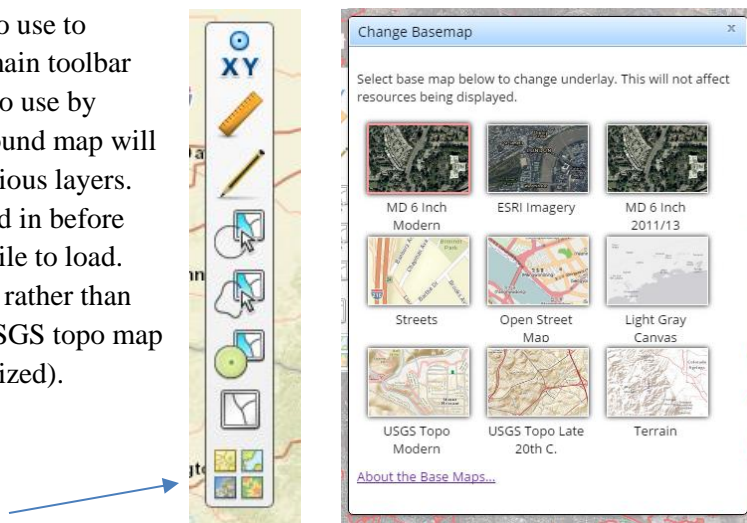 o use to
nain toolbar
o use by
ound map will
ious layers.
d in before
ile to load.
rather than
SGS topo map
ized).
XY
Change Basemap
x
Select base map below to change underlay. This will not affect
resources being displayed.
MD 6 Inch
Modern
ESRI Imagery
MD 6 Inch
2011/13
Streets
Open Street
Map
Light Gray
Canvas
USGS Topo
Modern
USGS Topo Late
20th C.
Terrain
About the Base Maps...